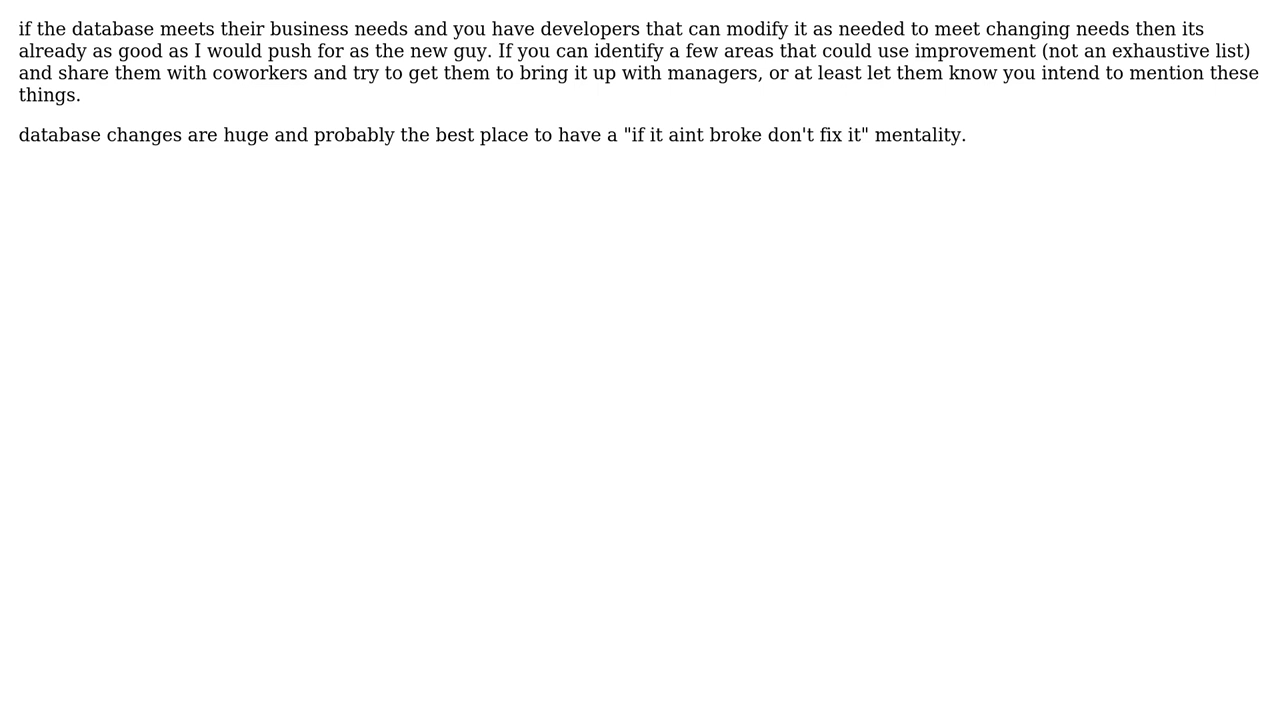 if the database meets their business needs and you have developers that can modify it as needed to meet changing needs then its
already as good as I would push for as the new guy. If you can identify a few areas that could use improvement (not an exhaustive list)
and share them with coworkers and try to get them to bring it up with managers, or at least let them know you intend to mention these
things.
database changes are huge and probably the best place to have a "if it aint broke don't fix it" mentality.